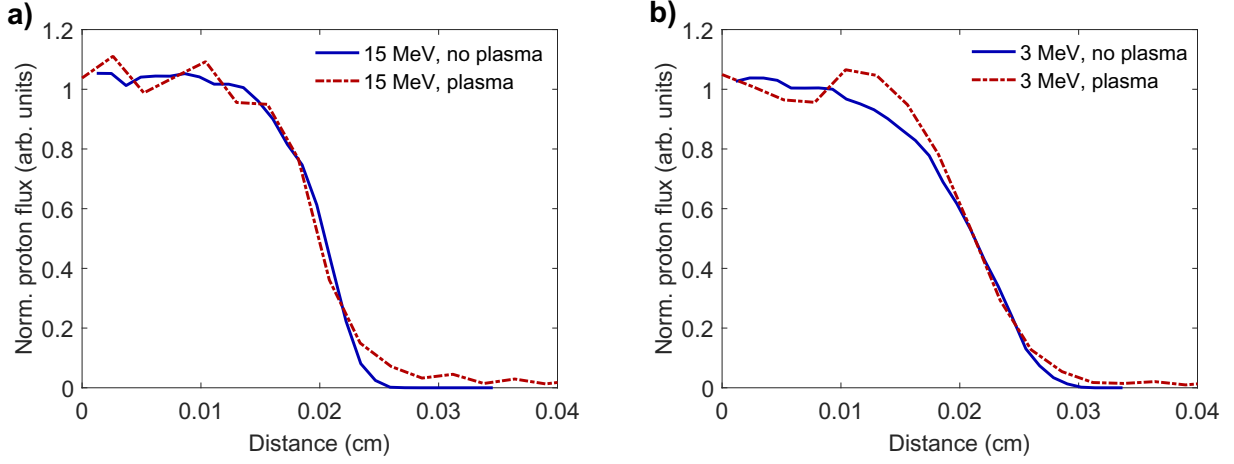 a)
Norm. proton flux (arb. units)
1.2
1
0.8
0.6
0.4
0.2
0
15 MeV, no plasma
15 MeV, plasma
0
0.01
0.02
0.03
0.04
Distance (cm)
b)
Norm. proton flux (arb. units)
1.2
1
0.8
0.6
0.4
0.2
0
3 MeV, no plasma
3 MeV, plasma
0
0.01
0.02
0.03
0.04
Distance (cm)